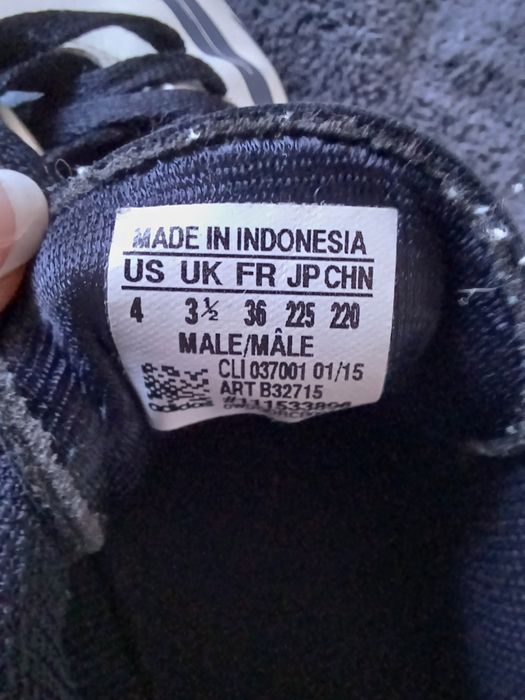 MADE IN INDONESIA
US UK FR JP CHN
4 3½ 36 225 220
MALE/MÂLE
CLI 037001 01/15
ART B32715